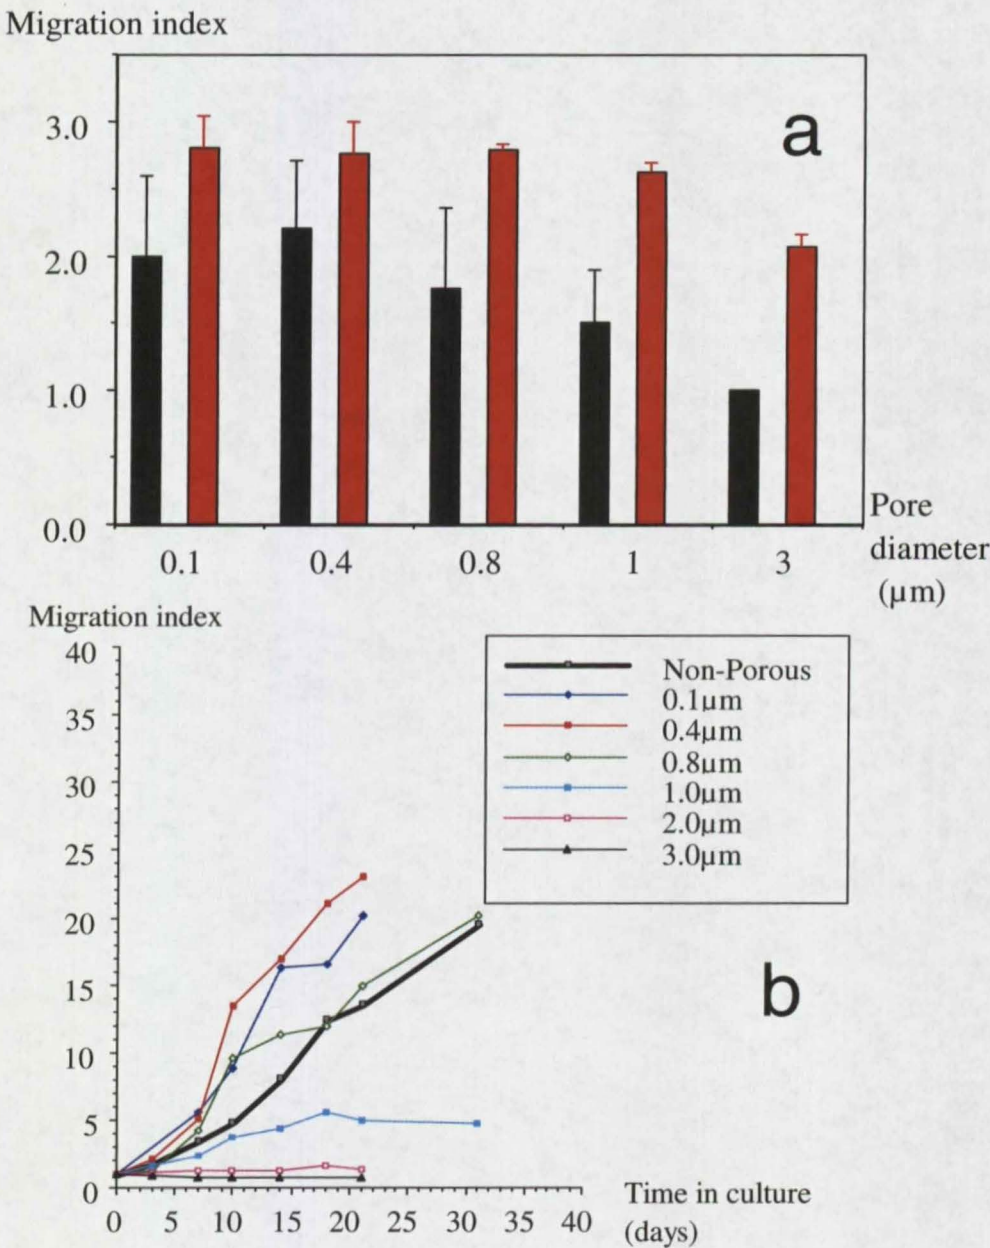 Migration index
a
3.0
2.0
1.0
0.0
0.1 0.4 0.8 1 3
Pore
diameter
(µm)
Migration index
40
35
30
25
20
15
10
5
0
Non-Porous
0.1µm
0.4µm
0.8µm
1.0µm
2.0µm
3.0µm
b
0 5 10 15 20 25 30 35 40
Time in culture
(days)